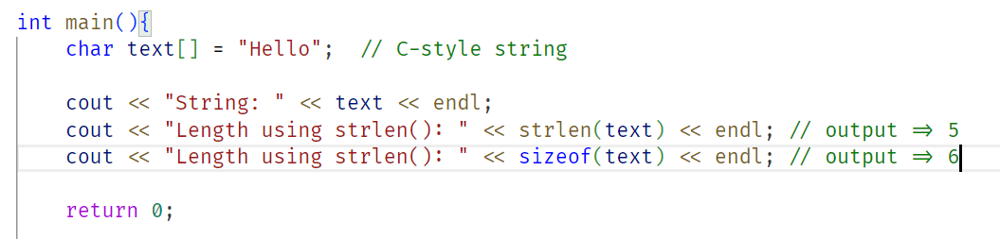 int main(){
char text[] = "Hello";  // C-style string
cout << "String: " << text << endl;
cout << "Length using strlen(): " << strlen(text) << endl; // output => 5
cout << "Length using strlen(): " << sizeof(text) << endl; // output => 6
return 0;